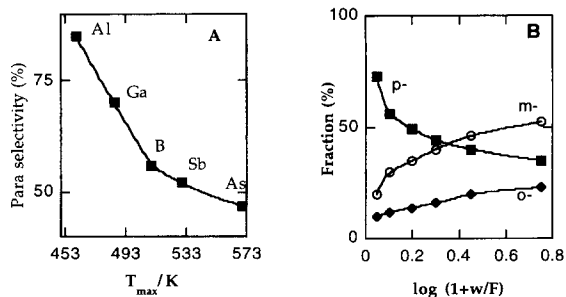 A
Para selectivity (%)
75
50
Al
Ga
B
Sb
As
453 493 533 573
T max/K
B
Fraction (%)
100
50
0
p-
m-
o-
0 0.2 0.4 0.6 0.8
log (1+w/F)